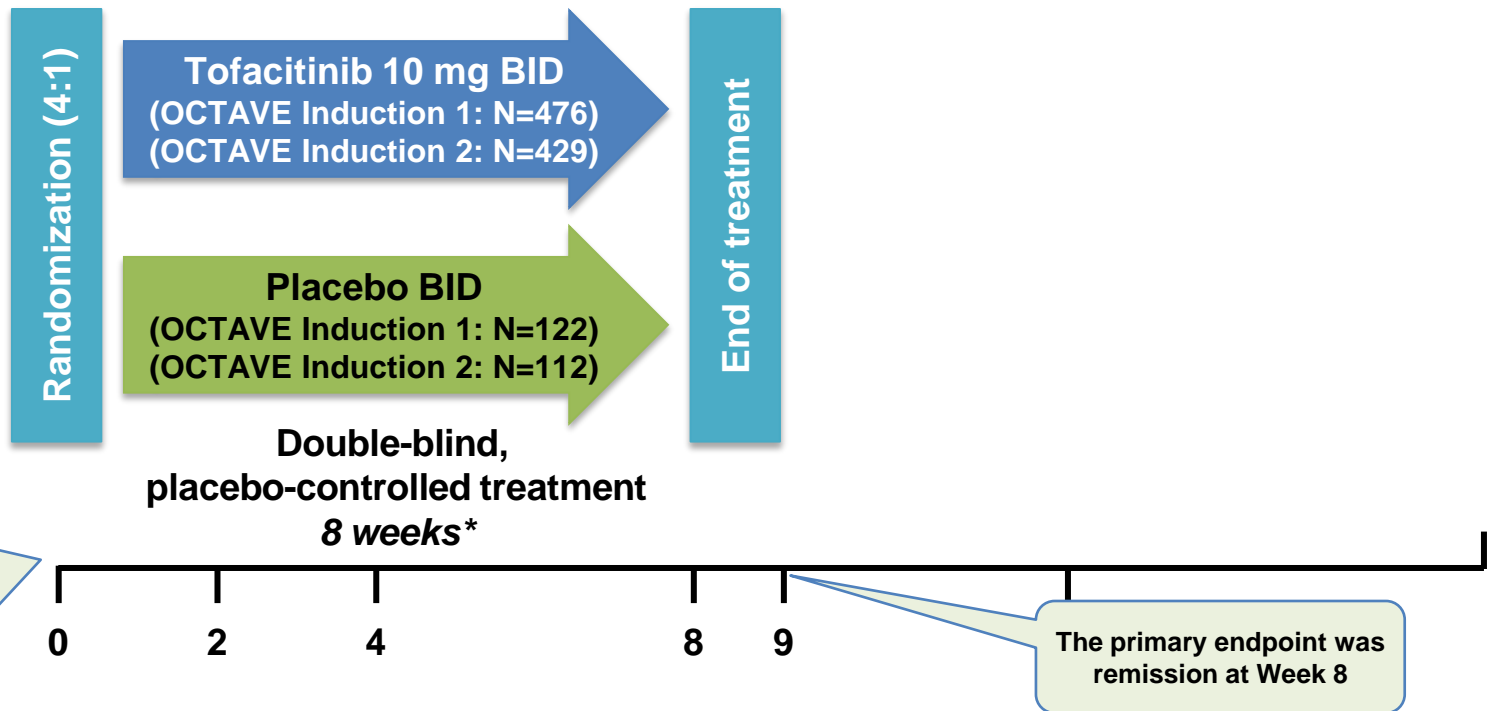 Randomization (4:1)
Tofacitinib 10 mg BID
(OCTAVE Induction 1: N=476)
(OCTAVE Induction 2: N=429)
Placebo BID
(OCTAVE Induction 1: N=122)
(OCTAVE Induction 2: N=112)
End of treatment
Double-blind,
placebo-controlled treatment
8 weeks*
0 2 4 8 9
The primary endpoint was
remission at Week 8